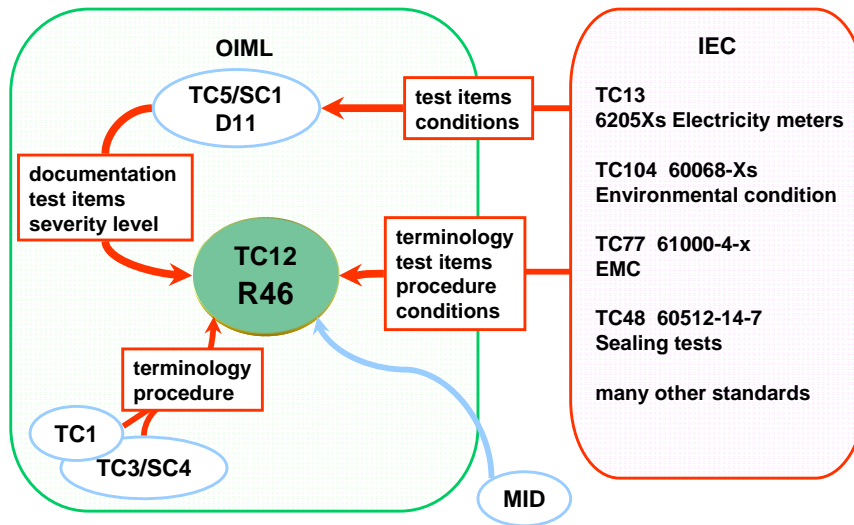 OIML
TC5/SC1
D11
test items
conditions
documentation
test items
severity level
TC12
R46
terminology
test items
procedure
conditions
terminology
procedure
TC1
TC3/SC4
MID
IEC
TC13
6205Xs Electricity meters
TC104 60068-Xs
Environmental condition
TC77 61000-4-x
EMC
TC48 60512-14-7
Sealing tests
many other standards